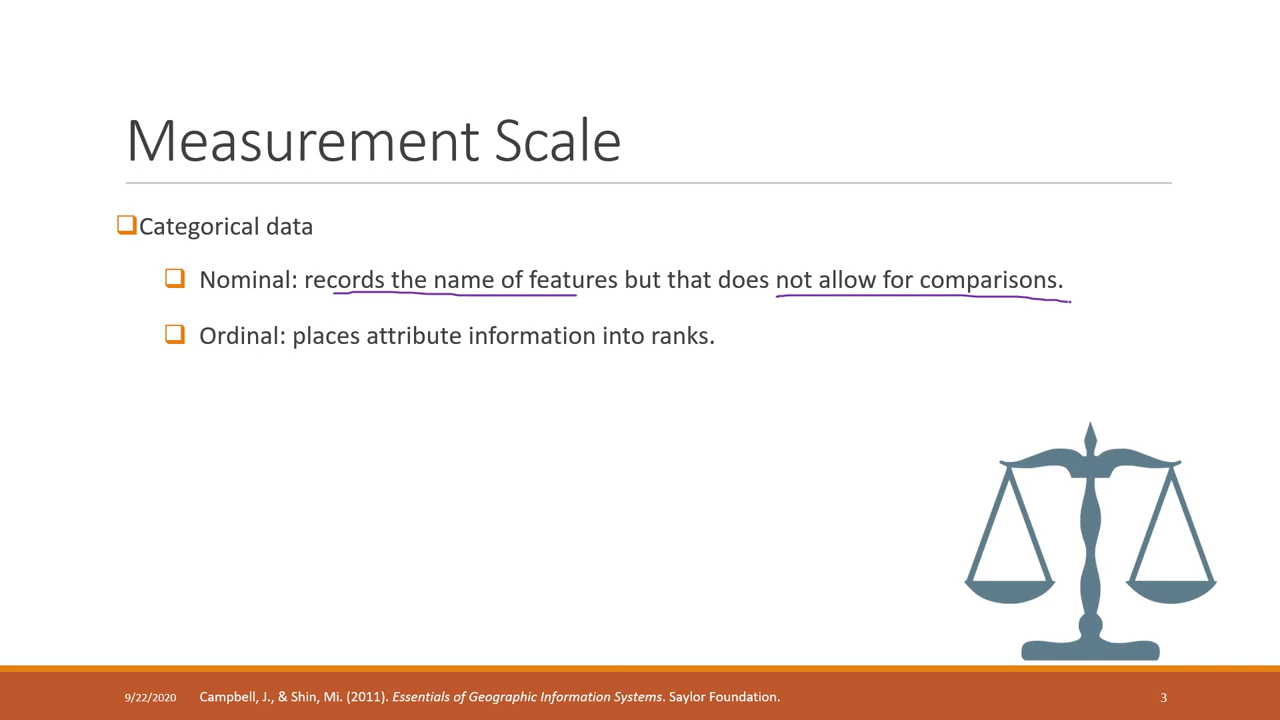 Measurement Scale
Categorical data
Nominal: records the name of features but that does not allow for comparisons.
Ordinal: places attribute information into ranks.
9/22/2020 Campbell, J., & Shin, Mi. (2011). Essentials of Geographic Information Systems. Saylor Foundation. 3